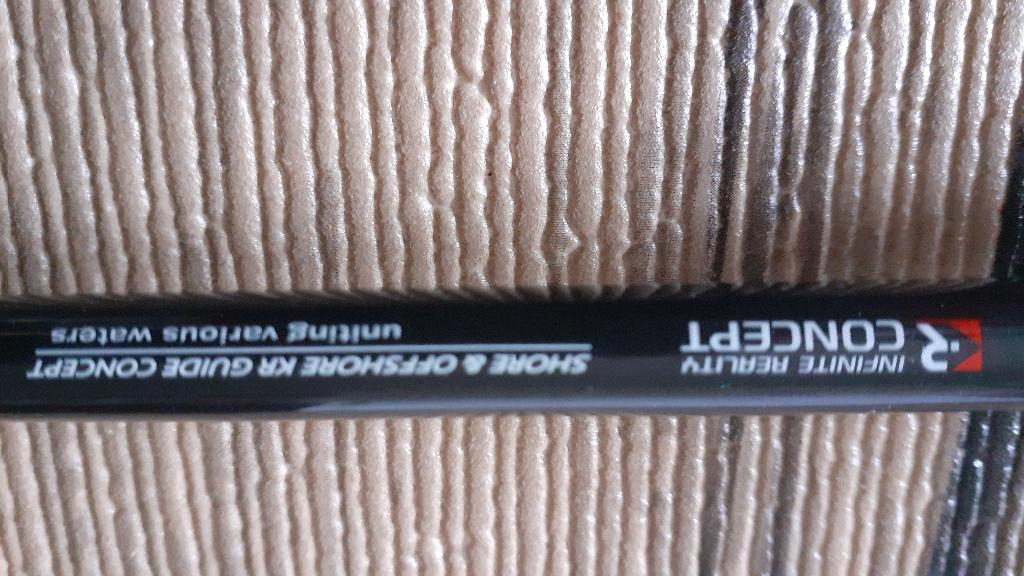 INFINITE REALITY
R CONCEPT
SHORE & OFFSHORE KR GUIDE CONCEPT
uniting various waters